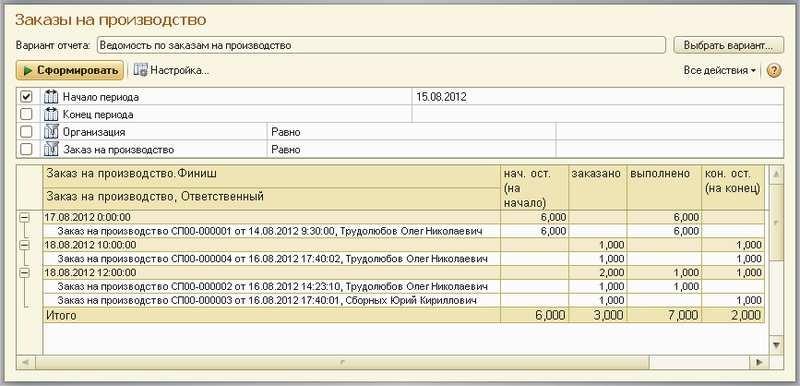 Заказы на производство
Вариант отчета: Ведомость по заказам на производство Выбрать вариант...
Сформировать Настройка... Все действия ?
Начало периода 15.08.2012
Конец периода
Организация Равно
Заказ на производство Равно
Заказ на производство.Финиш нач. ост. (на начало) заказано выполнено кон. ост. (на конец)
Заказ на производство, Ответственный
17.08.2012 0:00:00 6,000 6,000
Заказ на производство СП00-000001 от 14.08.2012 9:30:00, Трудолюбов Олег Николаевич 6,000 6,000
18.08.2012 10:00:00 1,000 1,000
Заказ на производство СП00-000004 от 16.08.2012 17:40:02, Трудолюбов Олег Николаевич 1,000 1,000
18.08.2012 12:00:00 2,000 1,000 1,000
Заказ на производство СП00-000002 от 16.08.2012 14:23:10, Трудолюбов Олег Николаевич 1,000 1,000
Заказ на производство СП00-000003 от 16.08.2012 17:40:01, Сборных Юрий Кириллович 1,000 1,000
Итого 6,000 3,000 7,000 2,000